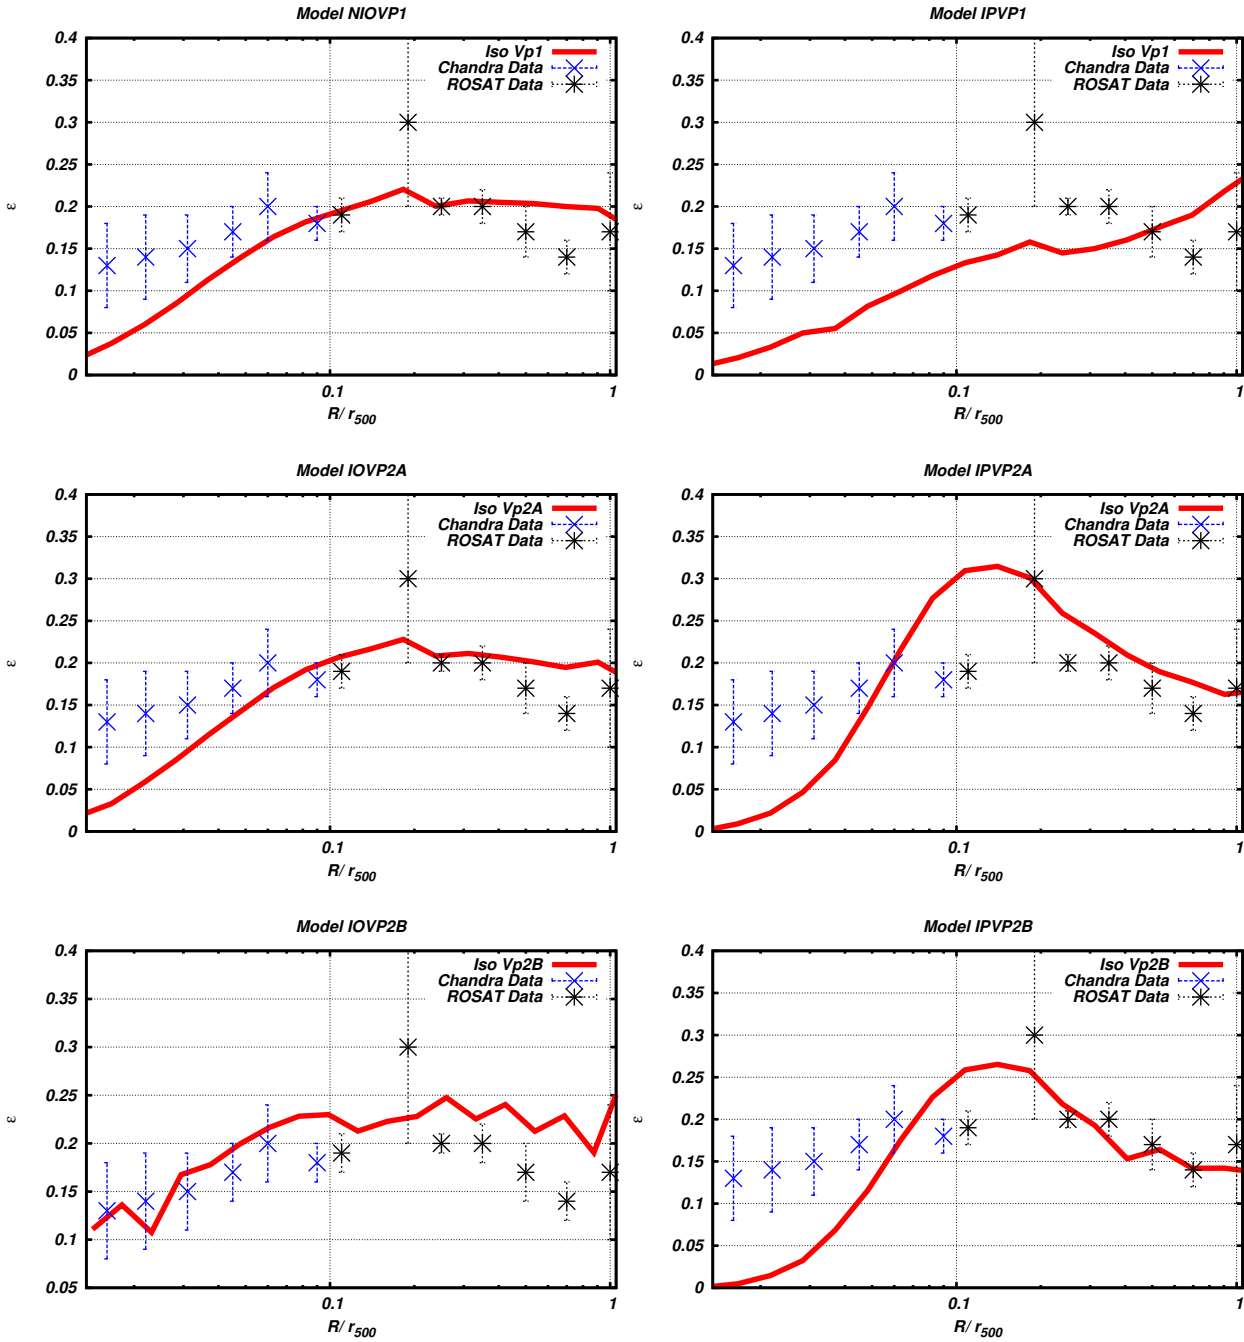 Model NIOVP1
0.4
0.35
0.3
0.25
0.2
0.15
0.1
0.05
0
ε
Iso Vp1
Chandra Data
ROSAT Data
0.1
1
R/ r500
Model IPVP1
0.4
0.35
0.3
0.25
0.2
0.15
0.1
0.05
0
ε
Iso Vp1
Chandra Data
ROSAT Data
0.1
1
R/ r500
Model IOVP2A
0.4
0.35
0.3
0.25
0.2
0.15
0.1
0.05
0
ε
Iso Vp2A
Chandra Data
ROSAT Data
0.1
1
R/ r500
Model IPVP2A
0.4
0.35
0.3
0.25
0.2
0.15
0.1
0.05
0
ε
Iso Vp2A
Chandra Data
ROSAT Data
0.1
1
R/ r500
Model IOVP2B
0.4
0.35
0.3
0.25
0.2
0.15
0.1
0.05
ε
Iso Vp2B
Chandra Data
ROSAT Data
0.1
1
R/ r500
Model IPVP2B
0.4
0.35
0.3
0.25
0.2
0.15
0.1
0.05
0
ε
Iso Vp2B
Chandra Data
ROSAT Data
0.1
1
R/ r500